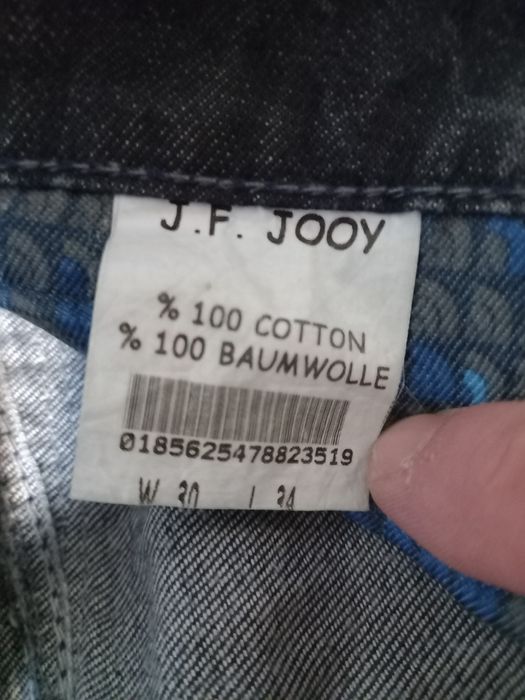 J.F. JOOY
% 100 COTTON
% 100 BAUMWOLLE
0185625478823519
W 30 L 34